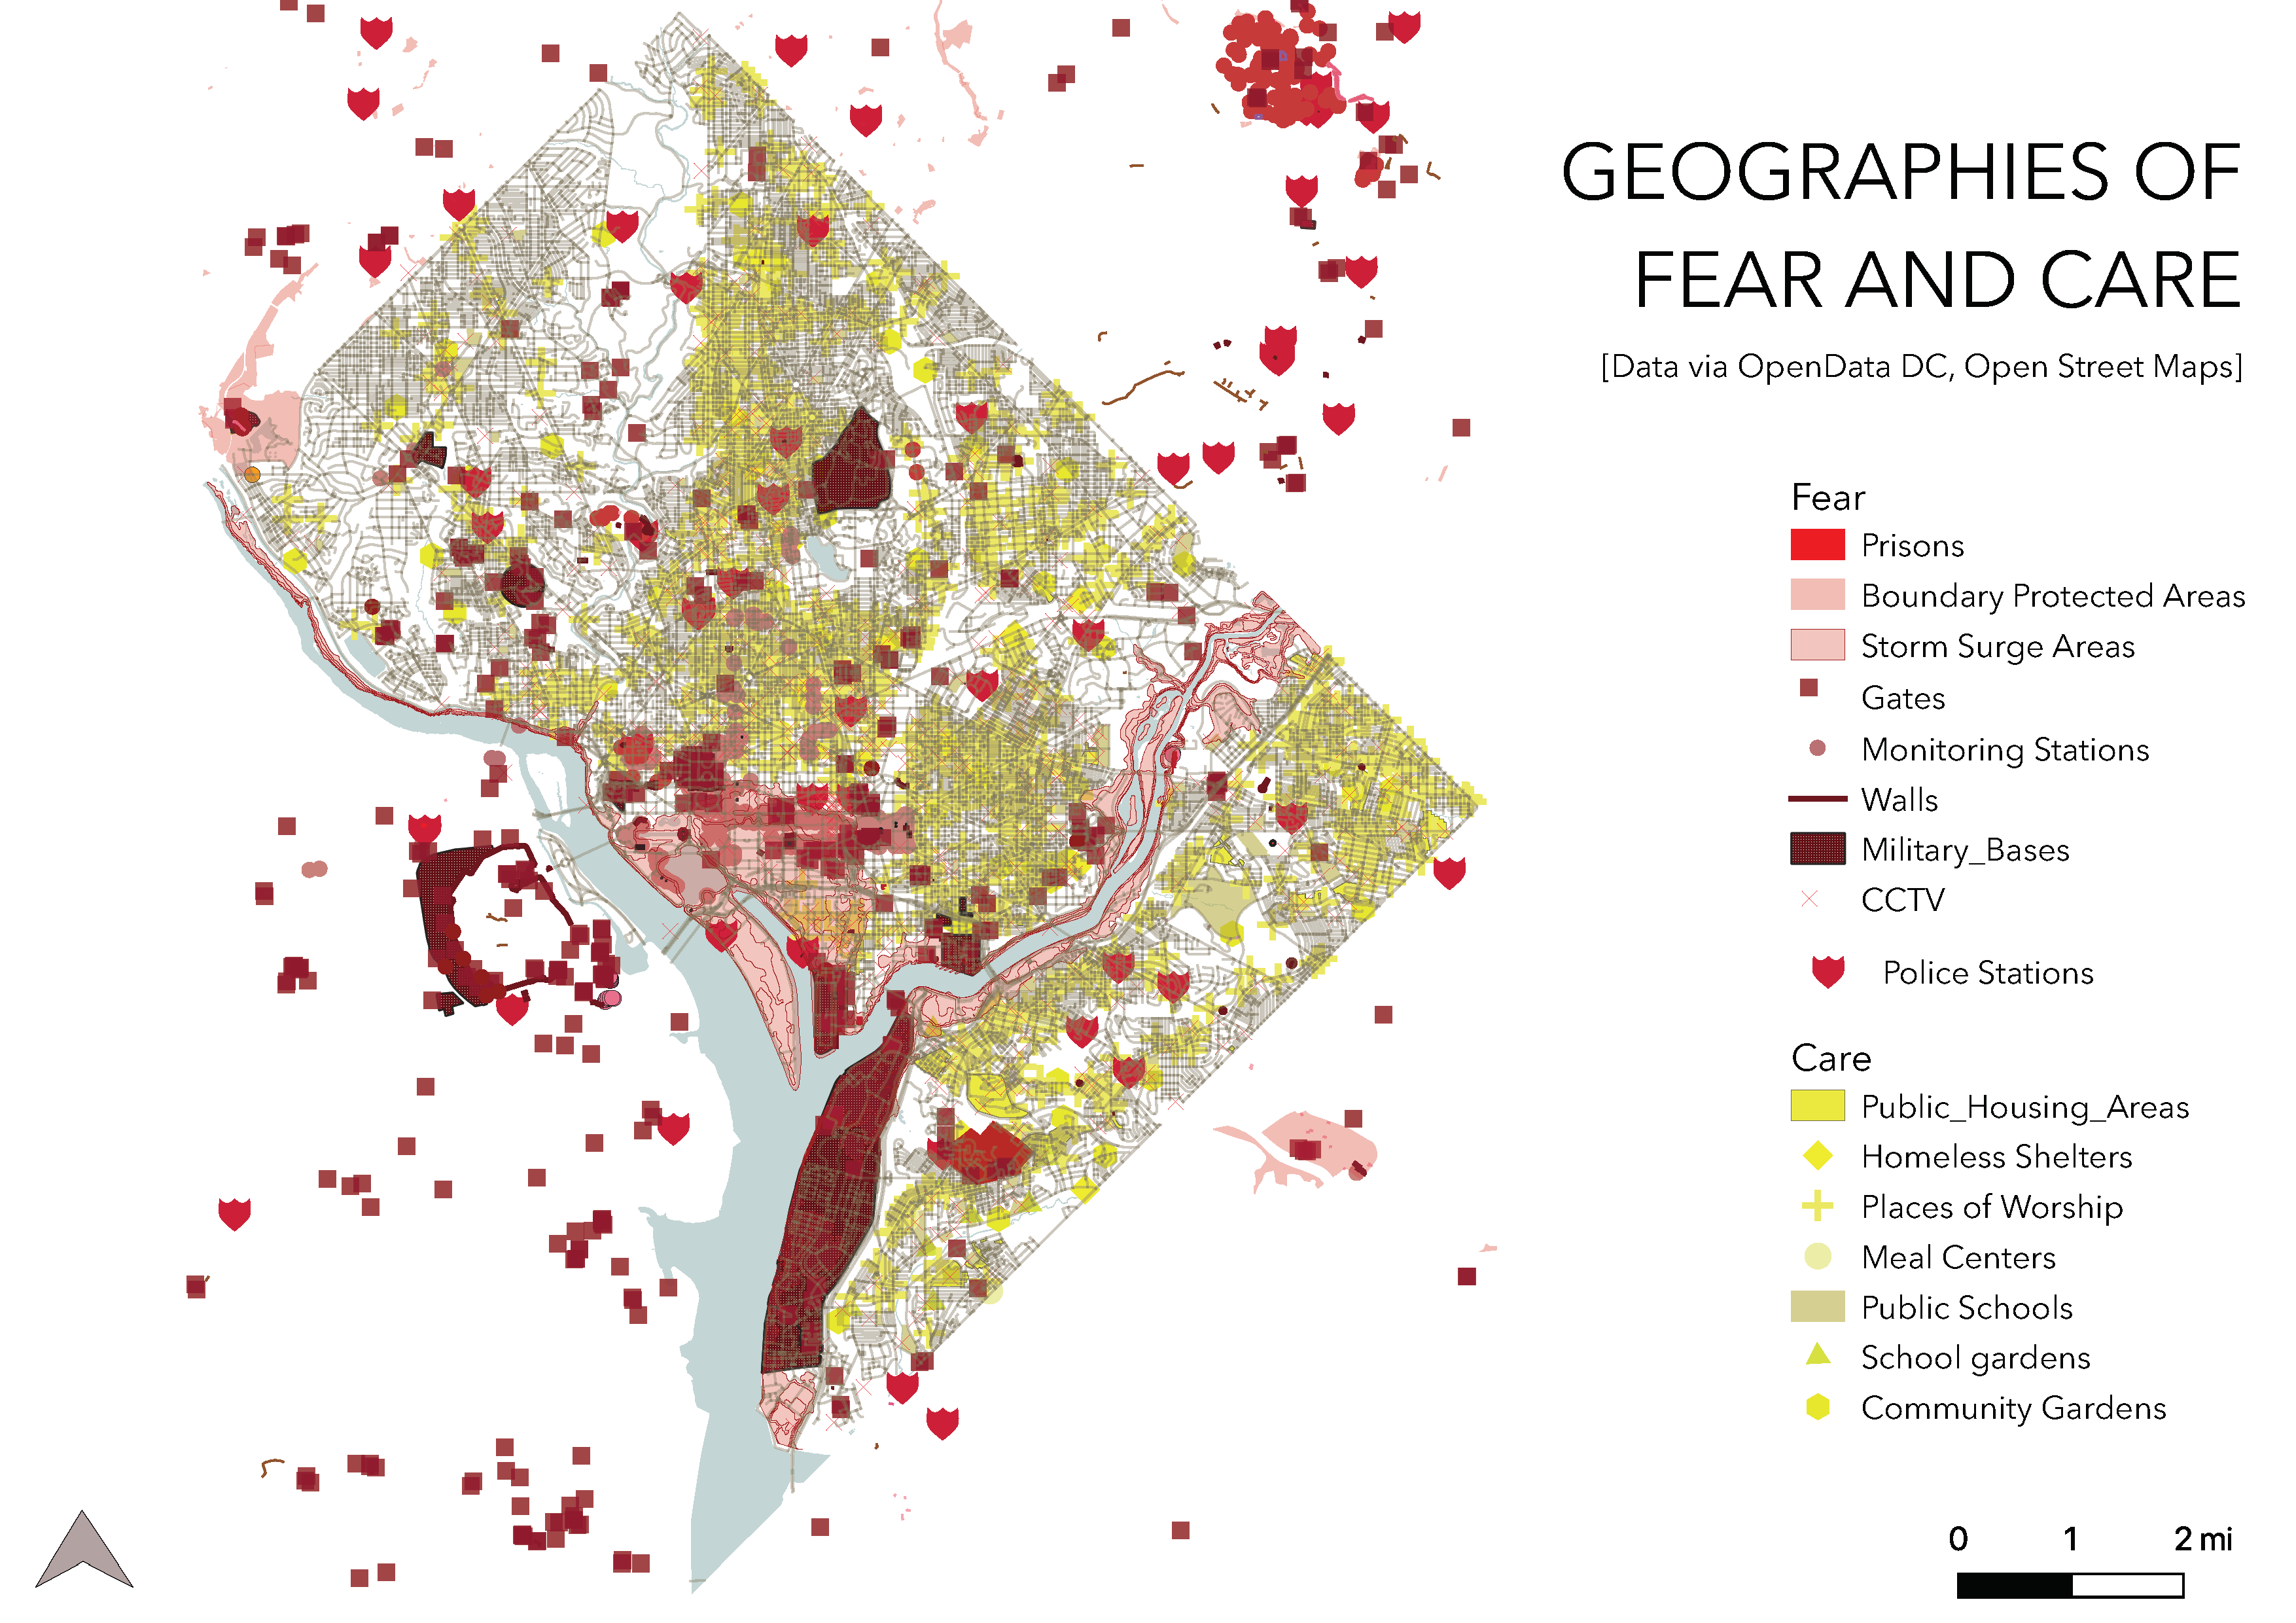 GEOGRAPHIES OF
FEAR AND CARE
[Data via OpenData DC, Open Street Maps]
Fear
Prisons
Boundary Protected Areas
Storm Surge Areas
Gates
Monitoring Stations
Walls
Military_Bases
CCTV
Police Stations
Care
Public_Housing_Areas
Homeless Shelters
Places of Worship
Meal Centers
Public Schools
School gardens
Community Gardens
0 1 2 mi